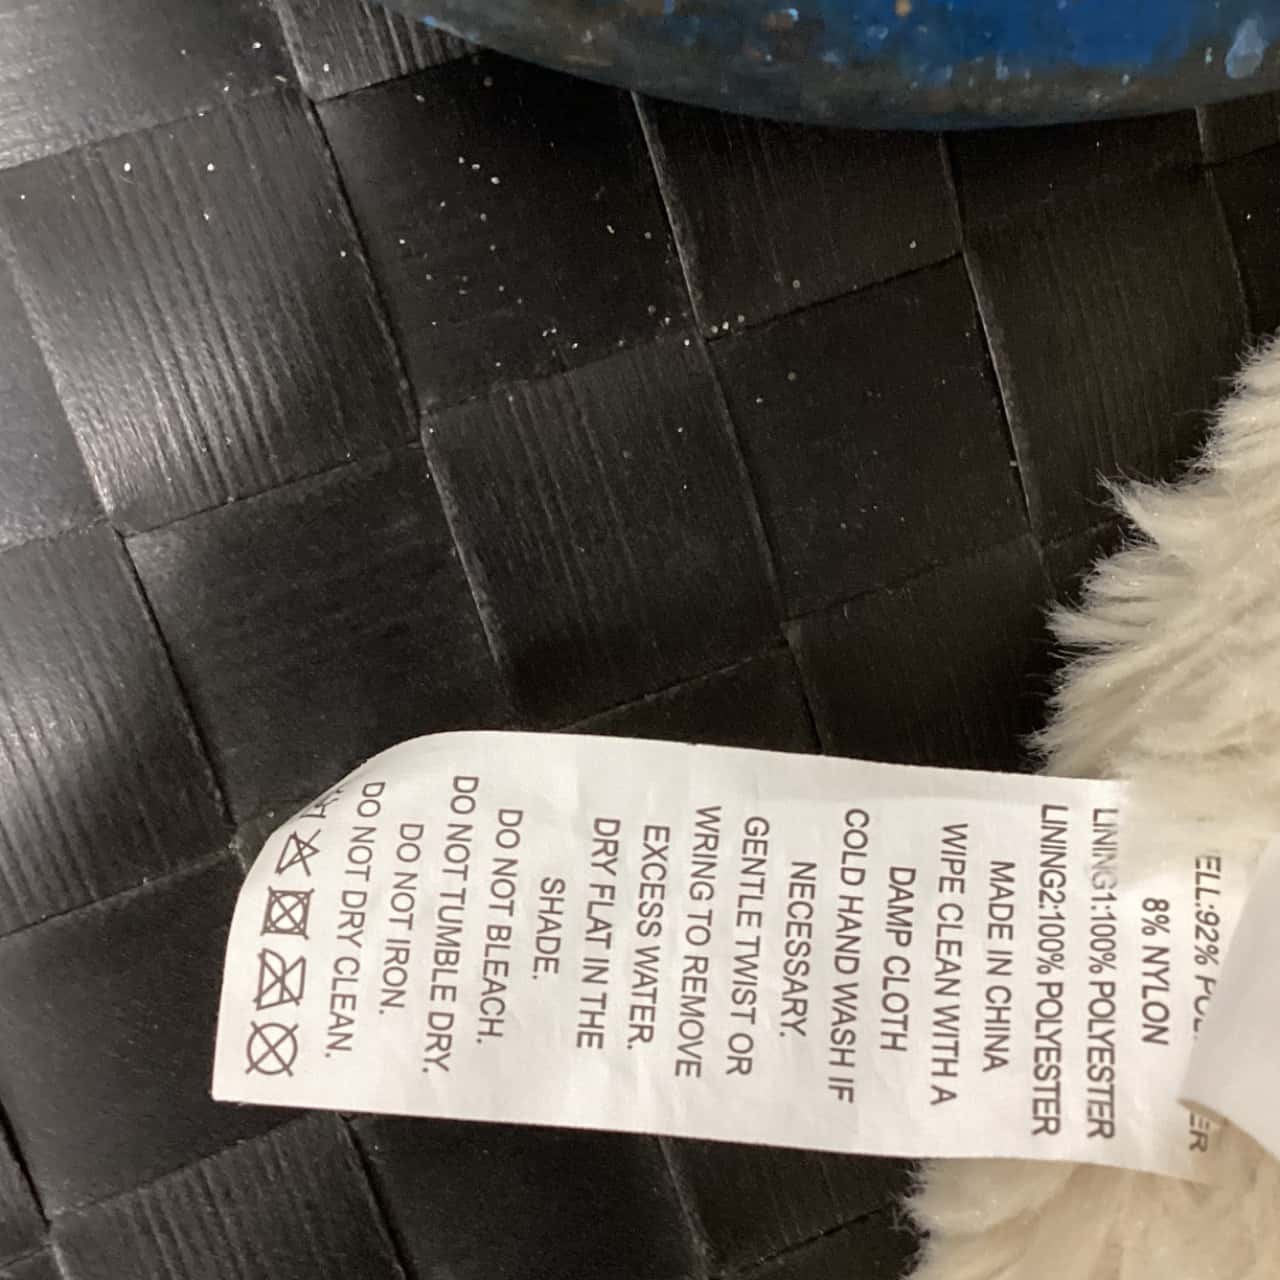 8% NYLON
LINING1:100% POLYESTER
LINING2:100% POLYESTER
MADE IN CHINA
WIPE CLEAN WITH A
DAMP CLOTH
COLD HAND WASH IF
NECESSARY.
GENTLE TWIST OR
WRING TO REMOVE
EXCESS WATER.
DRY FLAT IN THE
SHADE.
DO NOT BLEACH.
DO NOT TUMBLE DRY.
DO NOT IRON.
DO NOT DRY CLEAN.